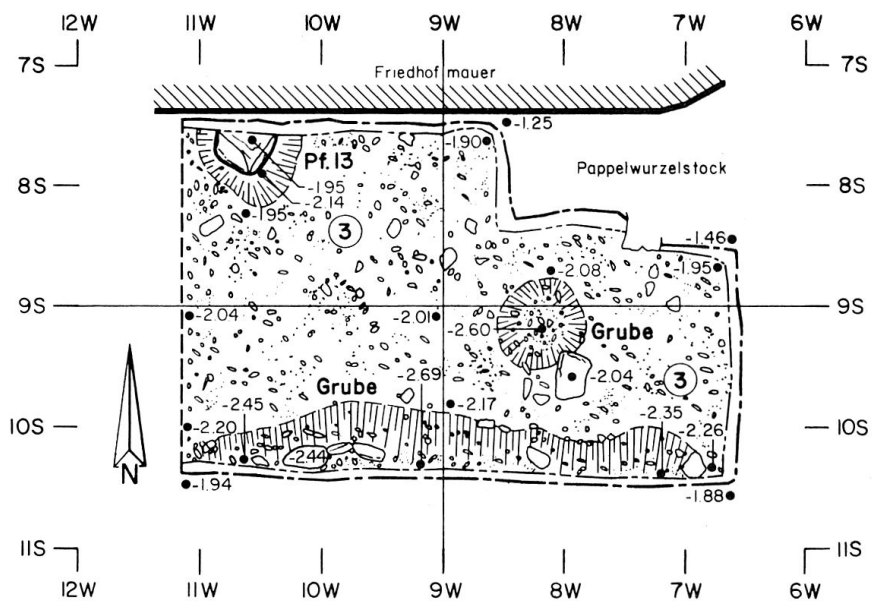 12W 11W 10W 9W 8W 7W 6W
7S 7S
Friedhof mauer
-1.25
-1.90
Pf.13
Pappelwurzelstock
8S 8S
-1.95
-2.14
-1.95
3
-1.46
-1.95
-2.08
9S 9S
-2.04
-2.01
-2.60
Grube
Grube
-2.69
-2.04
3
-2.45
-2.17
10S 10S
-2.20
-2.35
-2.26
-2.44
N
-1.94
-1.88
11S 11S
12W 11W 10W 9W 8W 7W 6W